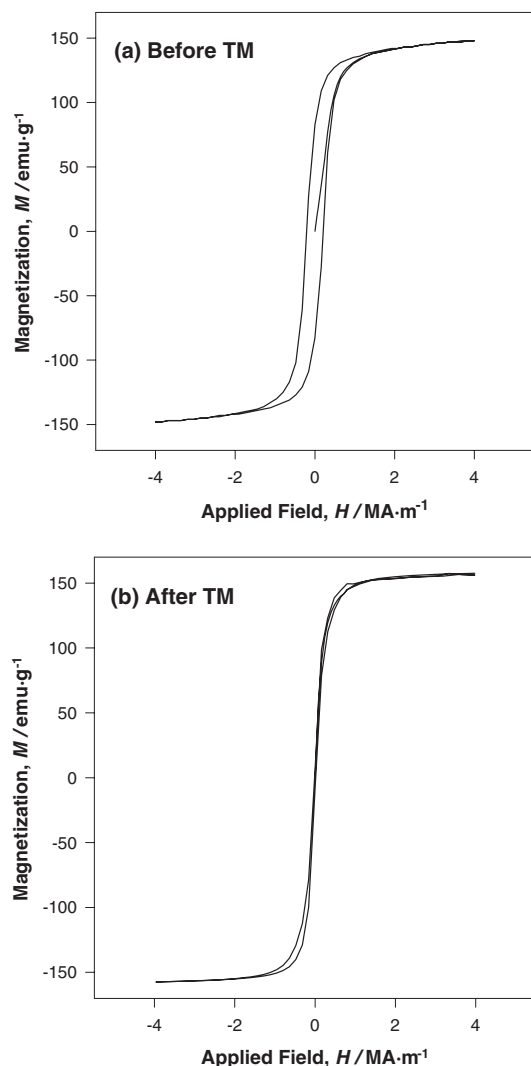 (a) Before TM
150
100
50
0
-50
-100
-150
Magnetization, M / emu·g⁻¹
-4 -2 0 2 4
Applied Field, H / MA·m⁻¹
(b) After TM
150
100
50
0
-50
-100
-150
Magnetization, M / emu·g⁻¹
-4 -2 0 2 4
Applied Field, H / MA·m⁻¹